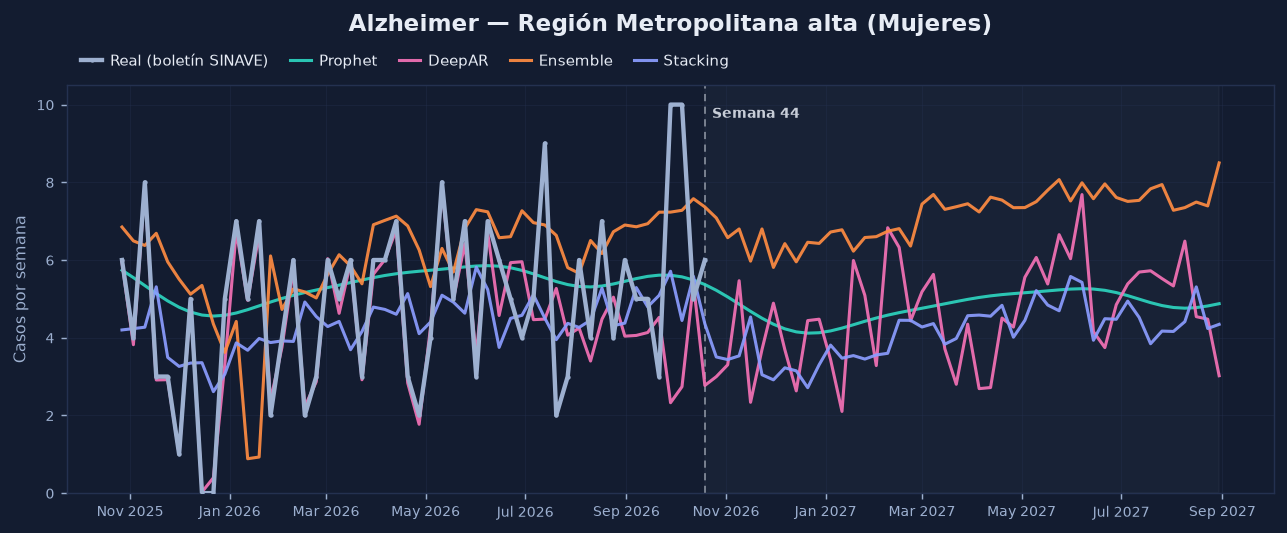 Alzheimer — Región Metropolitana alta (Mujeres)
Real (boletín SINAVE) Prophet DeepAR Ensemble Stacking
Semana 44
Casos por semana
10
8
6
4
2
0
Nov 2025 Jan 2026 Mar 2026 May 2026 Jul 2026 Sep 2026 Nov 2026 Jan 2027 Mar 2027 May 2027 Jul 2027 Sep 2027